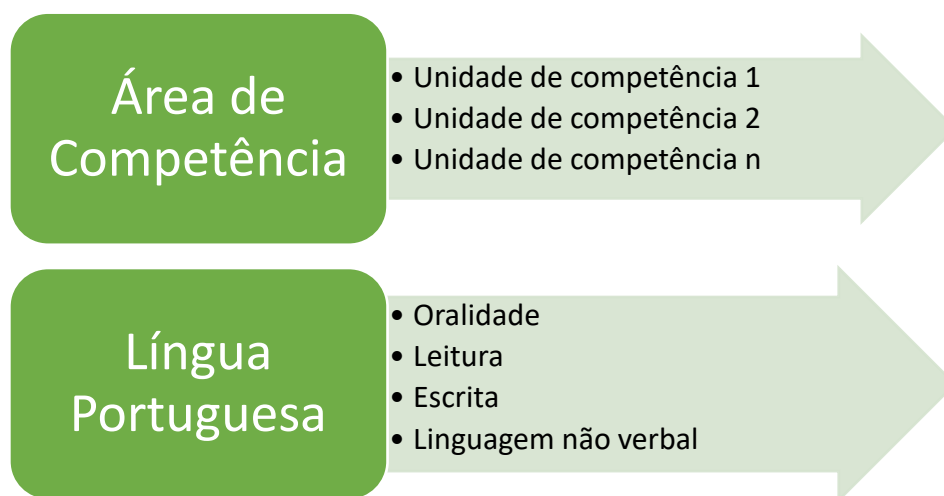 Área de
Competência
• Unidade de competência 1
• Unidade de competência 2
• Unidade de competência n
Língua
Portuguesa
• Oralidade
• Leitura
• Escrita
• Linguagem não verbal